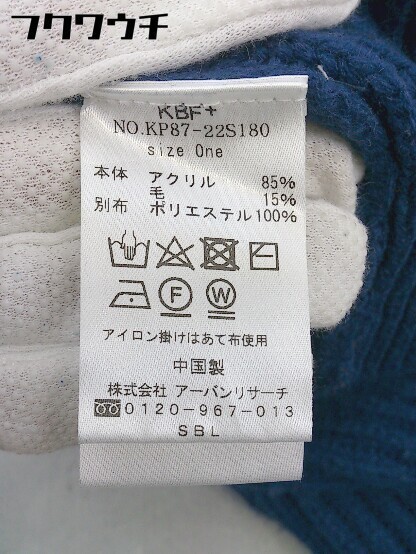 フクワウチ
KBF+
NO.KP87-22S180
size One
本体 アクリル 85%
毛 15%
別布 ポリエステル100%
F W
アイロン掛けはあて布使用
中国製
株式会社 アーバンリサーチ
0120-967-013
SBL